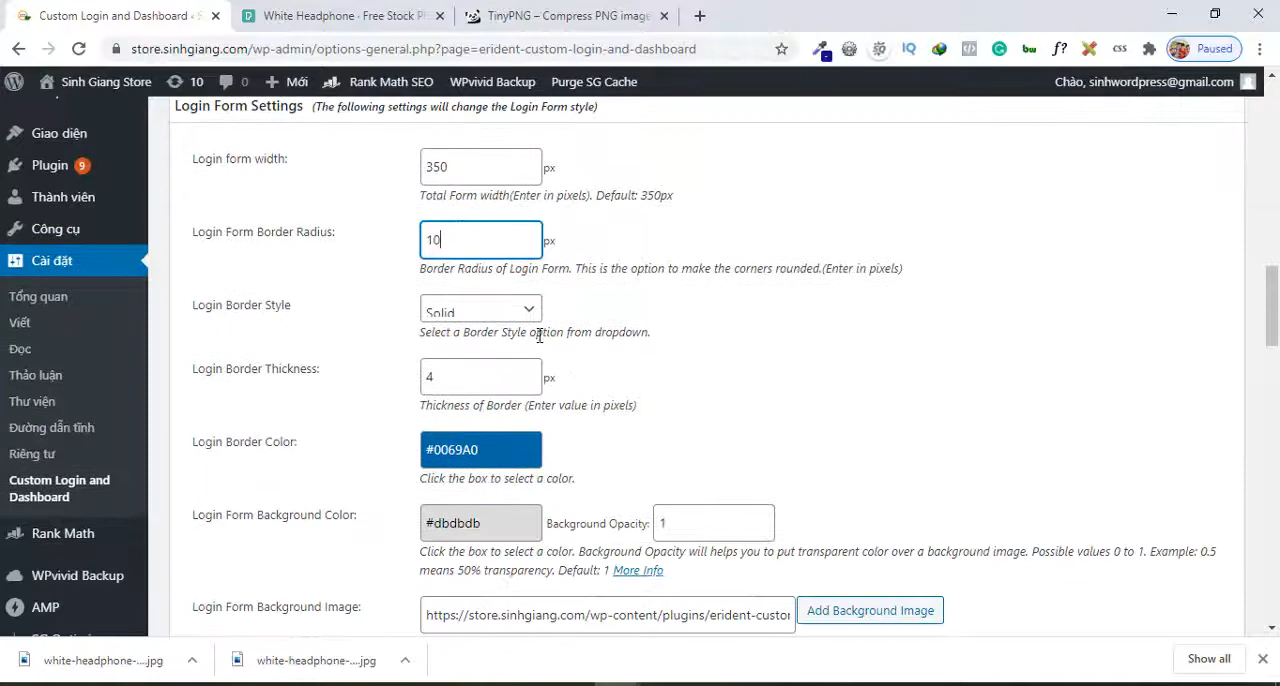 Custom Login and Dashboard
White Headphone · Free Stock P
TinyPNG – Compress PNG image
store.sinhgiang.com/wp-admin/options-general.php?page=erident-custom-login-and-dashboard
IQ
bw
f?
css
Paused
Sinh Giang Store
10
0
Mới
Rank Math SEO
WPvivid Backup
Purge SG Cache
Chào, sinhwordpress@gmail.com
Giao diện
Plugin 9
Thành viên
Công cụ
Cài đặt
Tổng quan
Viết
Đọc
Thảo luận
Thư viện
Đường dẫn tĩnh
Riêng tư
Custom Login and
Dashboard
Rank Math
WPvivid Backup
AMP
Login Form Settings (The following settings will change the Login Form style)
Login form width:
350 px
Total Form width(Enter in pixels). Default: 350px
Login Form Border Radius:
10 px
Border Radius of Login Form. This is the option to make the corners rounded.(Enter in pixels)
Login Border Style
Solid
Select a Border Style option from dropdown.
Login Border Thickness:
4 px
Thickness of Border (Enter value in pixels)
Login Border Color:
#0069A0
Click the box to select a color.
Login Form Background Color:
#dbdbdb Background Opacity: 1
Click the box to select a color. Background Opacity will helps you to put transparent color over a background image. Possible values 0 to 1. Example: 0.5
means 50% transparency. Default: 1 More Info
Login Form Background Image:
https://store.sinhgiang.com/wp-content/plugins/erident-custor Add Background Image
white-headphone-....jpg
white-headphone-....jpg
Show all